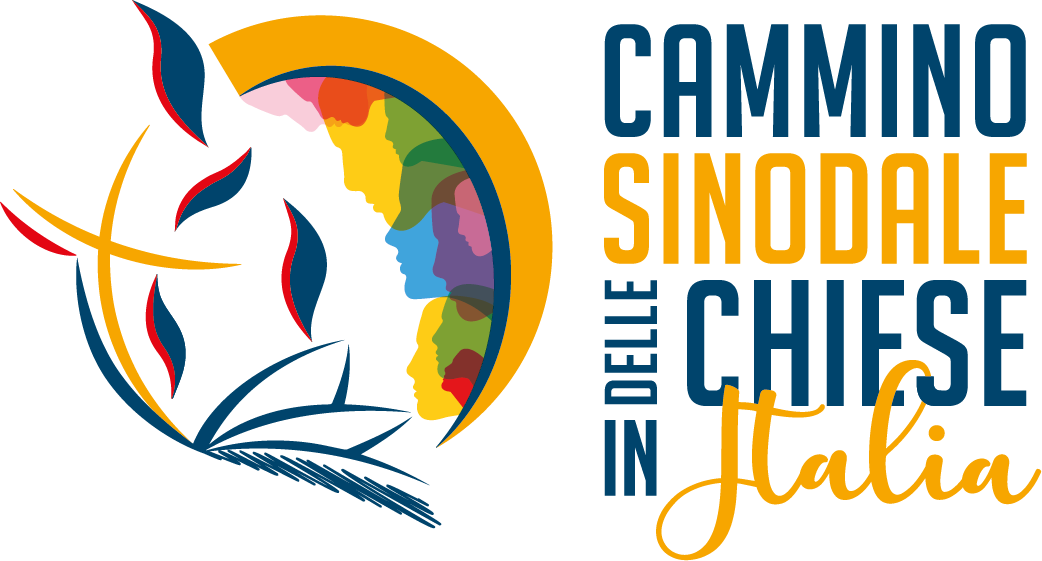 CAMMINO
SINODALE
DELLE
CHIESE
IN
Italia